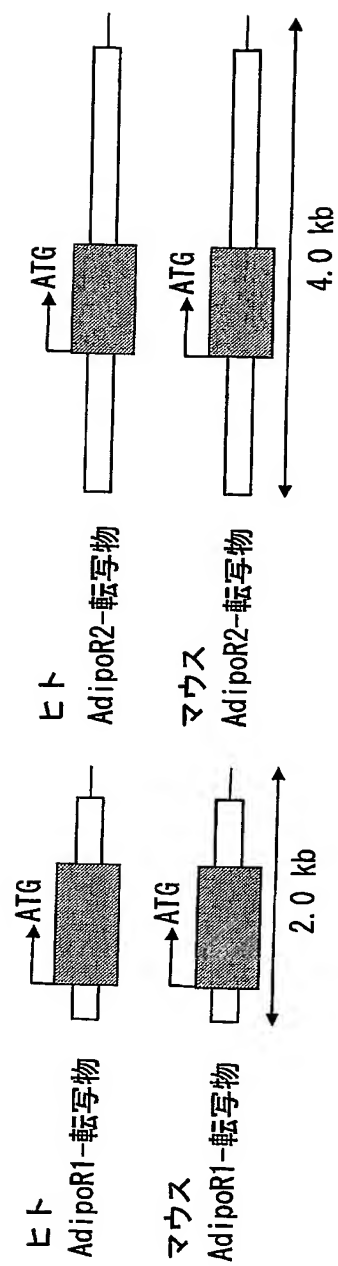 ヒト
AdipoR1-転写物
ATG
マウス
AdipoR1-転写物
ATG
2.0 kb
ヒト
AdipoR2-転写物
ATG
マウス
AdipoR2-転写物
ATG
4.0 kb